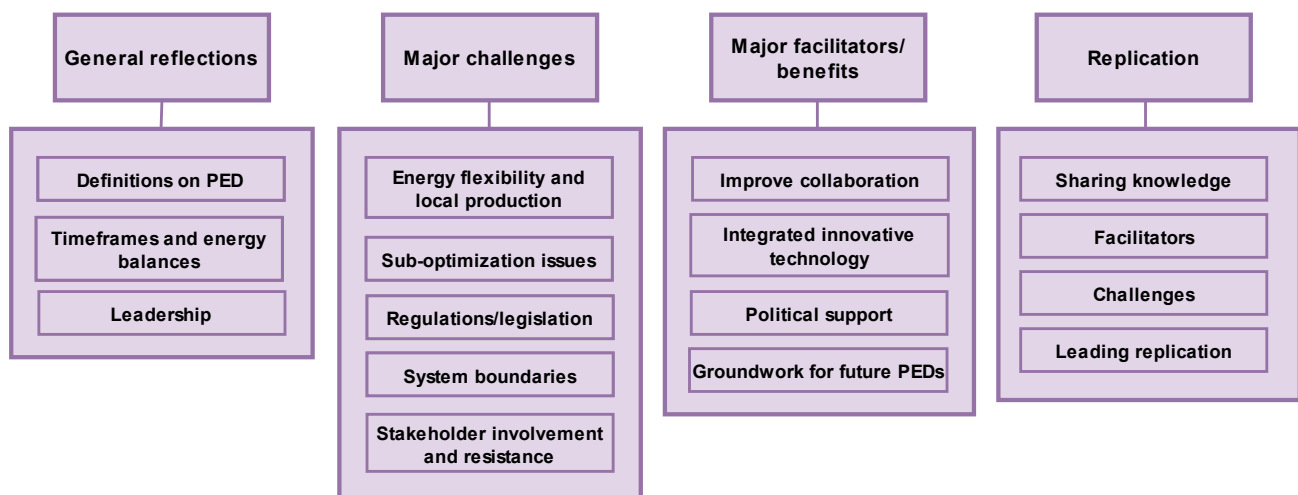 General reflections
Definitions on PED
Timeframes and energy
balances
Leadership
Major challenges
Energy flexibility and
local production
Sub-optimization issues
Regulations/legislation
System boundaries
Stakeholder involvement
and resistance
Major facilitators/
benefits
Improve collaboration
Integrated innovative
technology
Political support
Groundwork for future PEDs
Replication
Sharing knowledge
Facilitators
Challenges
Leading replication